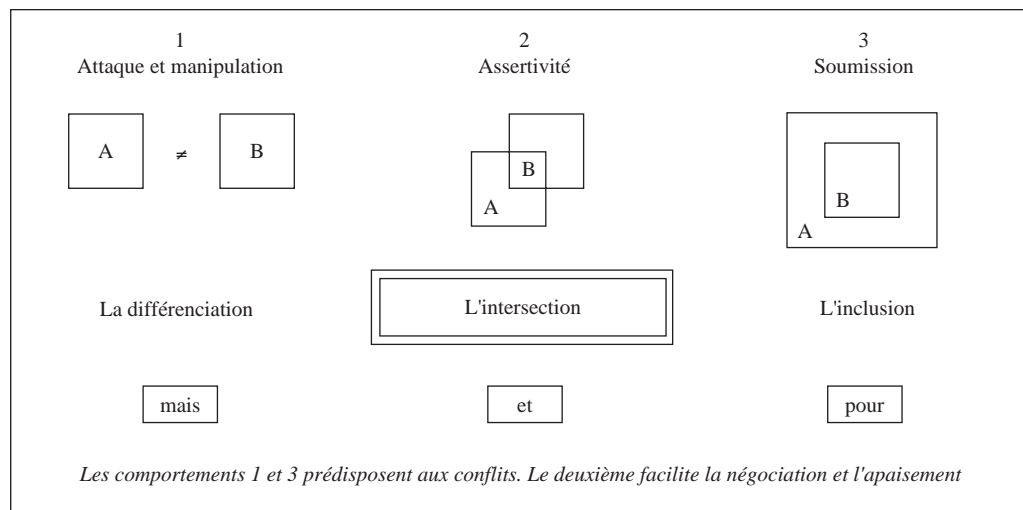 1
Attaque et manipulation
2
Assertivité
3
Soumission
A
≠
B
B
A
B
A
La différenciation
L'intersection
L'inclusion
mais
et
pour
Les comportements 1 et 3 prédisposent aux conflits. Le deuxième facilite la négociation et l'apaisement